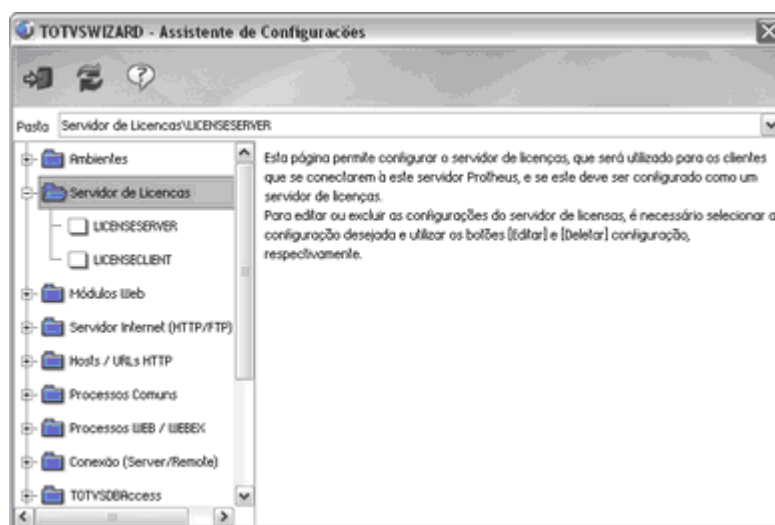 TOTVSWIZARD - Assistente de Configuracões
Pasta Servidor de Licencas\LICENSESERVER
Ambientes
Servidor de Licencas
LICENSESERVER
LICENSECLIENT
Módulos Web
Servidor Internet (HTTP/FTP)
Hosts / URLs HTTP
Processos Comuns
Processos WEB / WEBEX
Conexão (Server/Remote)
TOTVSDBAccess
Esta página permite configurar o servidor de licenças, que será utilizado para os clientes
que se conectarem à este servidor Protheus, e se este deve ser configurado como um
servidor de licenças.
Para editar ou excluir as configurações do servidor de licensas, é necessário selecionar a
configuração desejada e utilizar os botões [Editar] e [Deletar] configuração,
respectivamente.